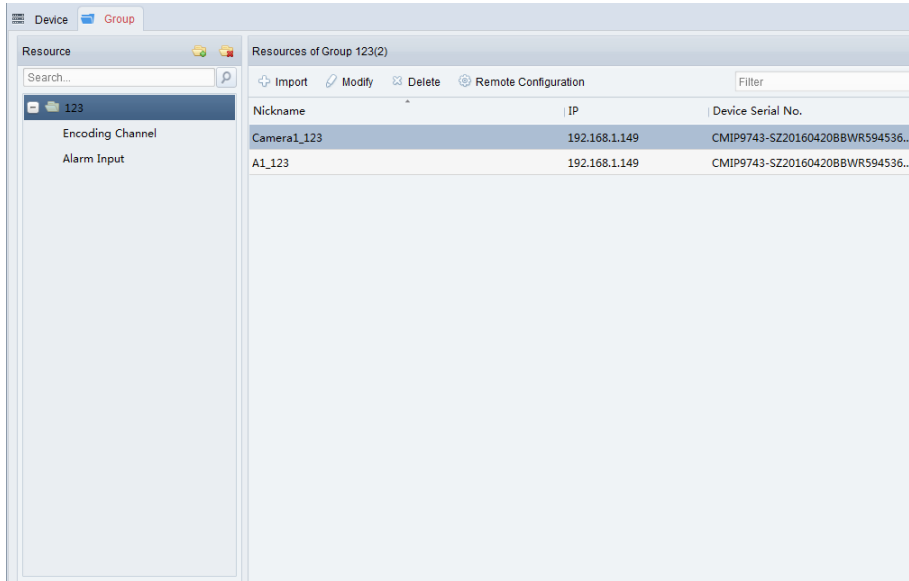 Device Group
Resource
Search...
123
Encoding Channel
Alarm Input
Resources of Group 123(2)
Import Modify Delete Remote Configuration Filter
Nickname IP Device Serial No.
Camera1_123 192.168.1.149 CMIP9743-SZ20160420BBWR594536..
A1_123 192.168.1.149 CMIP9743-SZ20160420BBWR594536..